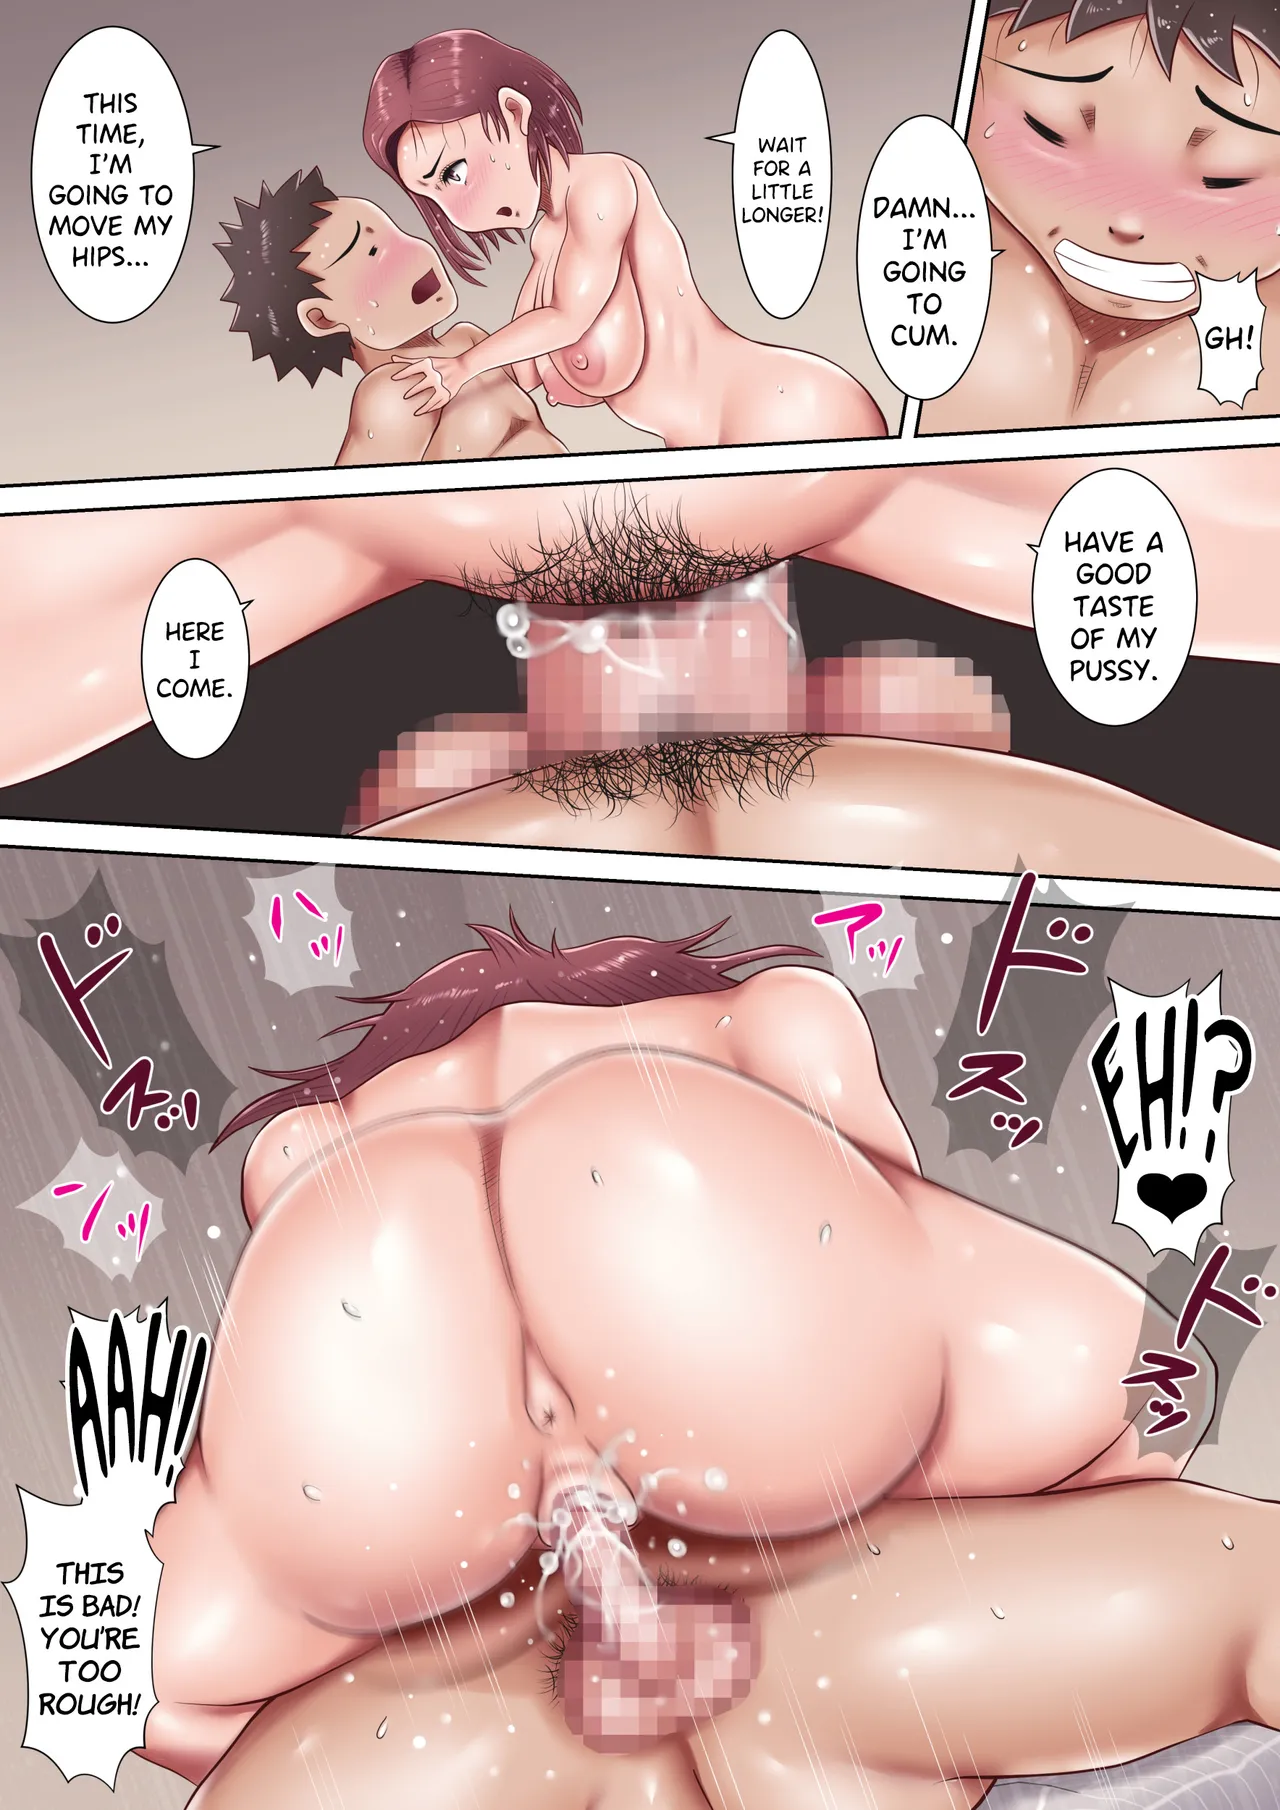 DAMN...
I'M
GOING
TO
CUM.
GH!
WAIT
FOR A
LITTLE
LONGER!
THIS
TIME,
I'M
GOING TO
MOVE MY
HIPS...
HAVE A
GOOD
TASTE
OF MY
PUSSY.
HERE
I
COME.
ドスッ
アッ
ハッ
ドスッ
EH!?
♥
ンッ
ドスッ
AAH!
THIS
IS BAD!
YOU'RE
TOO
ROUGH!